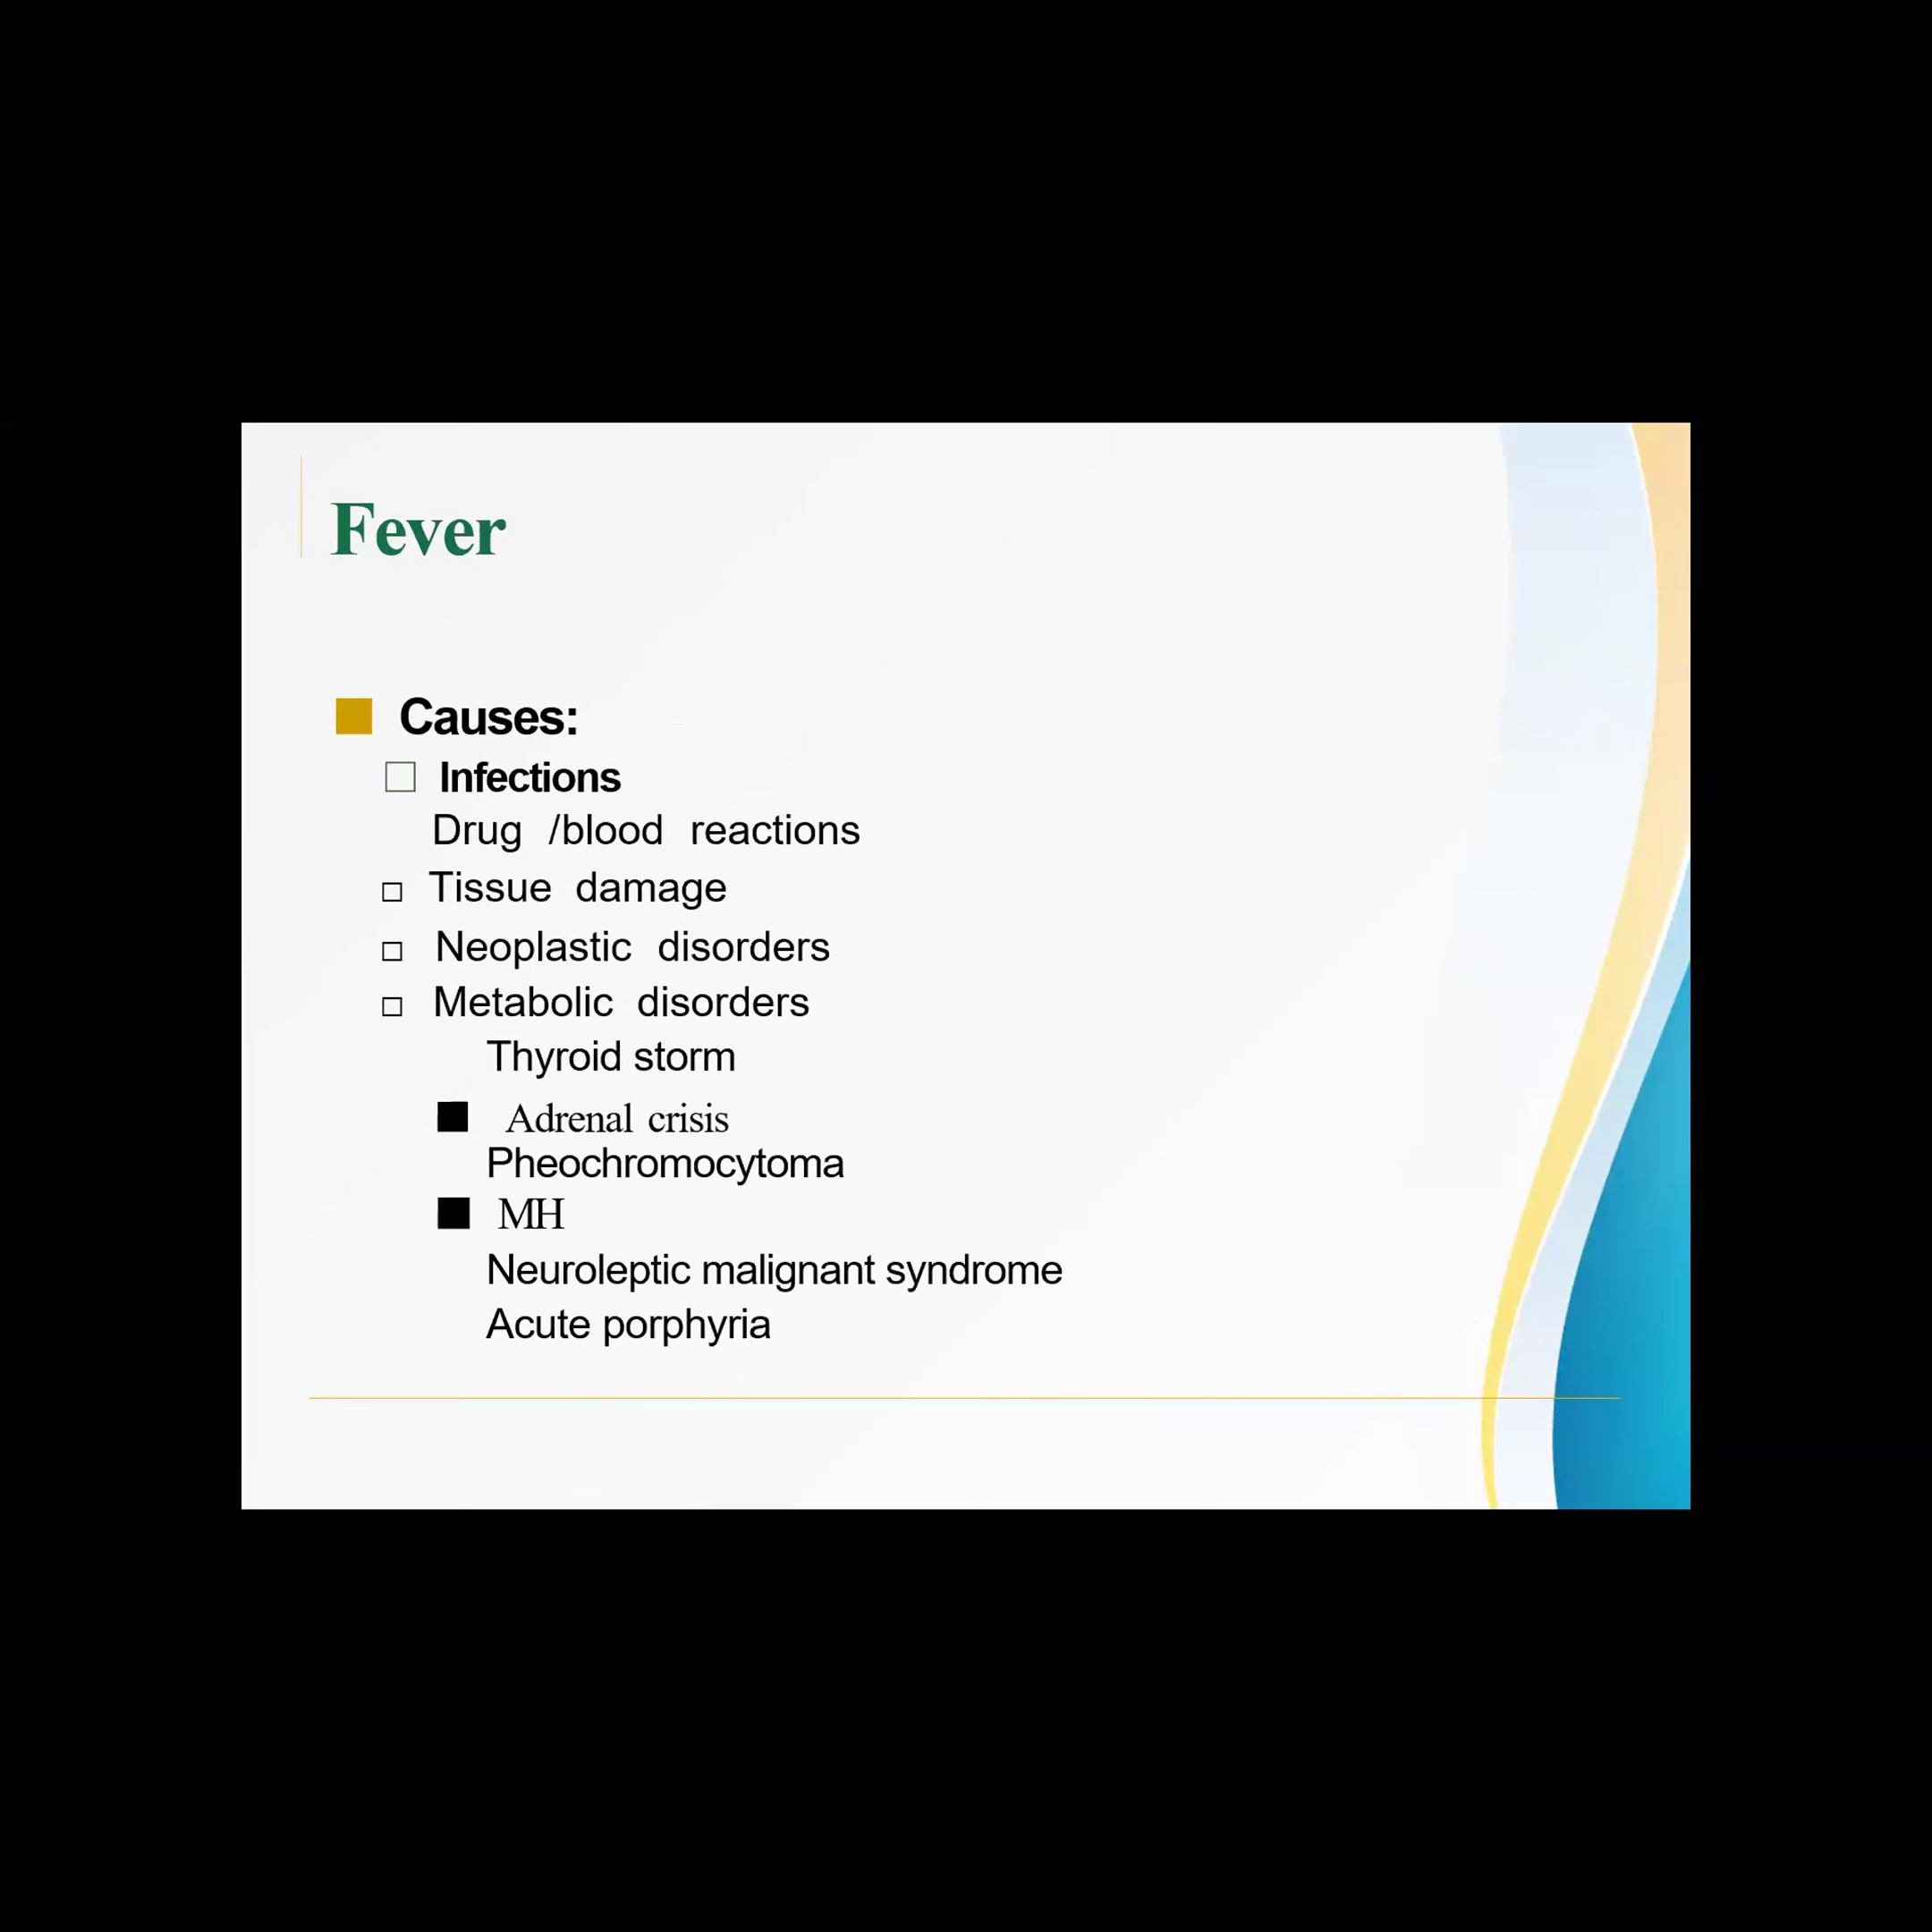 Fever
Causes:
Infections
Drug /blood reactions
Tissue damage
Neoplastic disorders
Metabolic disorders
Thyroid storm
Adrenal crisis
Pheochromocytoma
MH
Neuroleptic malignant syndrome
Acute porphyria